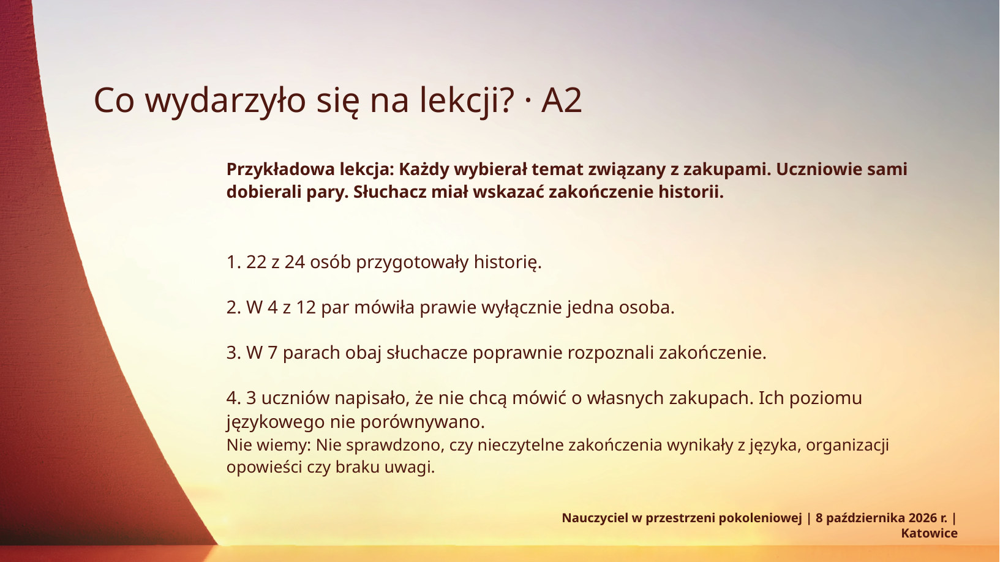 Co wydarzyło się na lekcji? · A2
Przykładowa lekcja: Każdy wybierał temat związany z zakupami. Uczniowie sami
dobierali pary. Słuchacz miał wskazać zakończenie historii.
1. 22 z 24 osób przygotowały historię.
2. W 4 z 12 par mówiła prawie wyłącznie jedna osoba.
3. W 7 parach obaj słuchacze poprawnie rozpoznali zakończenie.
4. 3 uczniów napisało, że nie chcą mówić o własnych zakupach. Ich poziomu
językowego nie porównywano.
Nie wiemy: Nie sprawdzono, czy nieczytelne zakończenia wynikały z języka, organizacji
opowieści czy braku uwagi.
Nauczyciel w przestrzeni pokoleniowej | 8 października 2026 r. |
Katowice